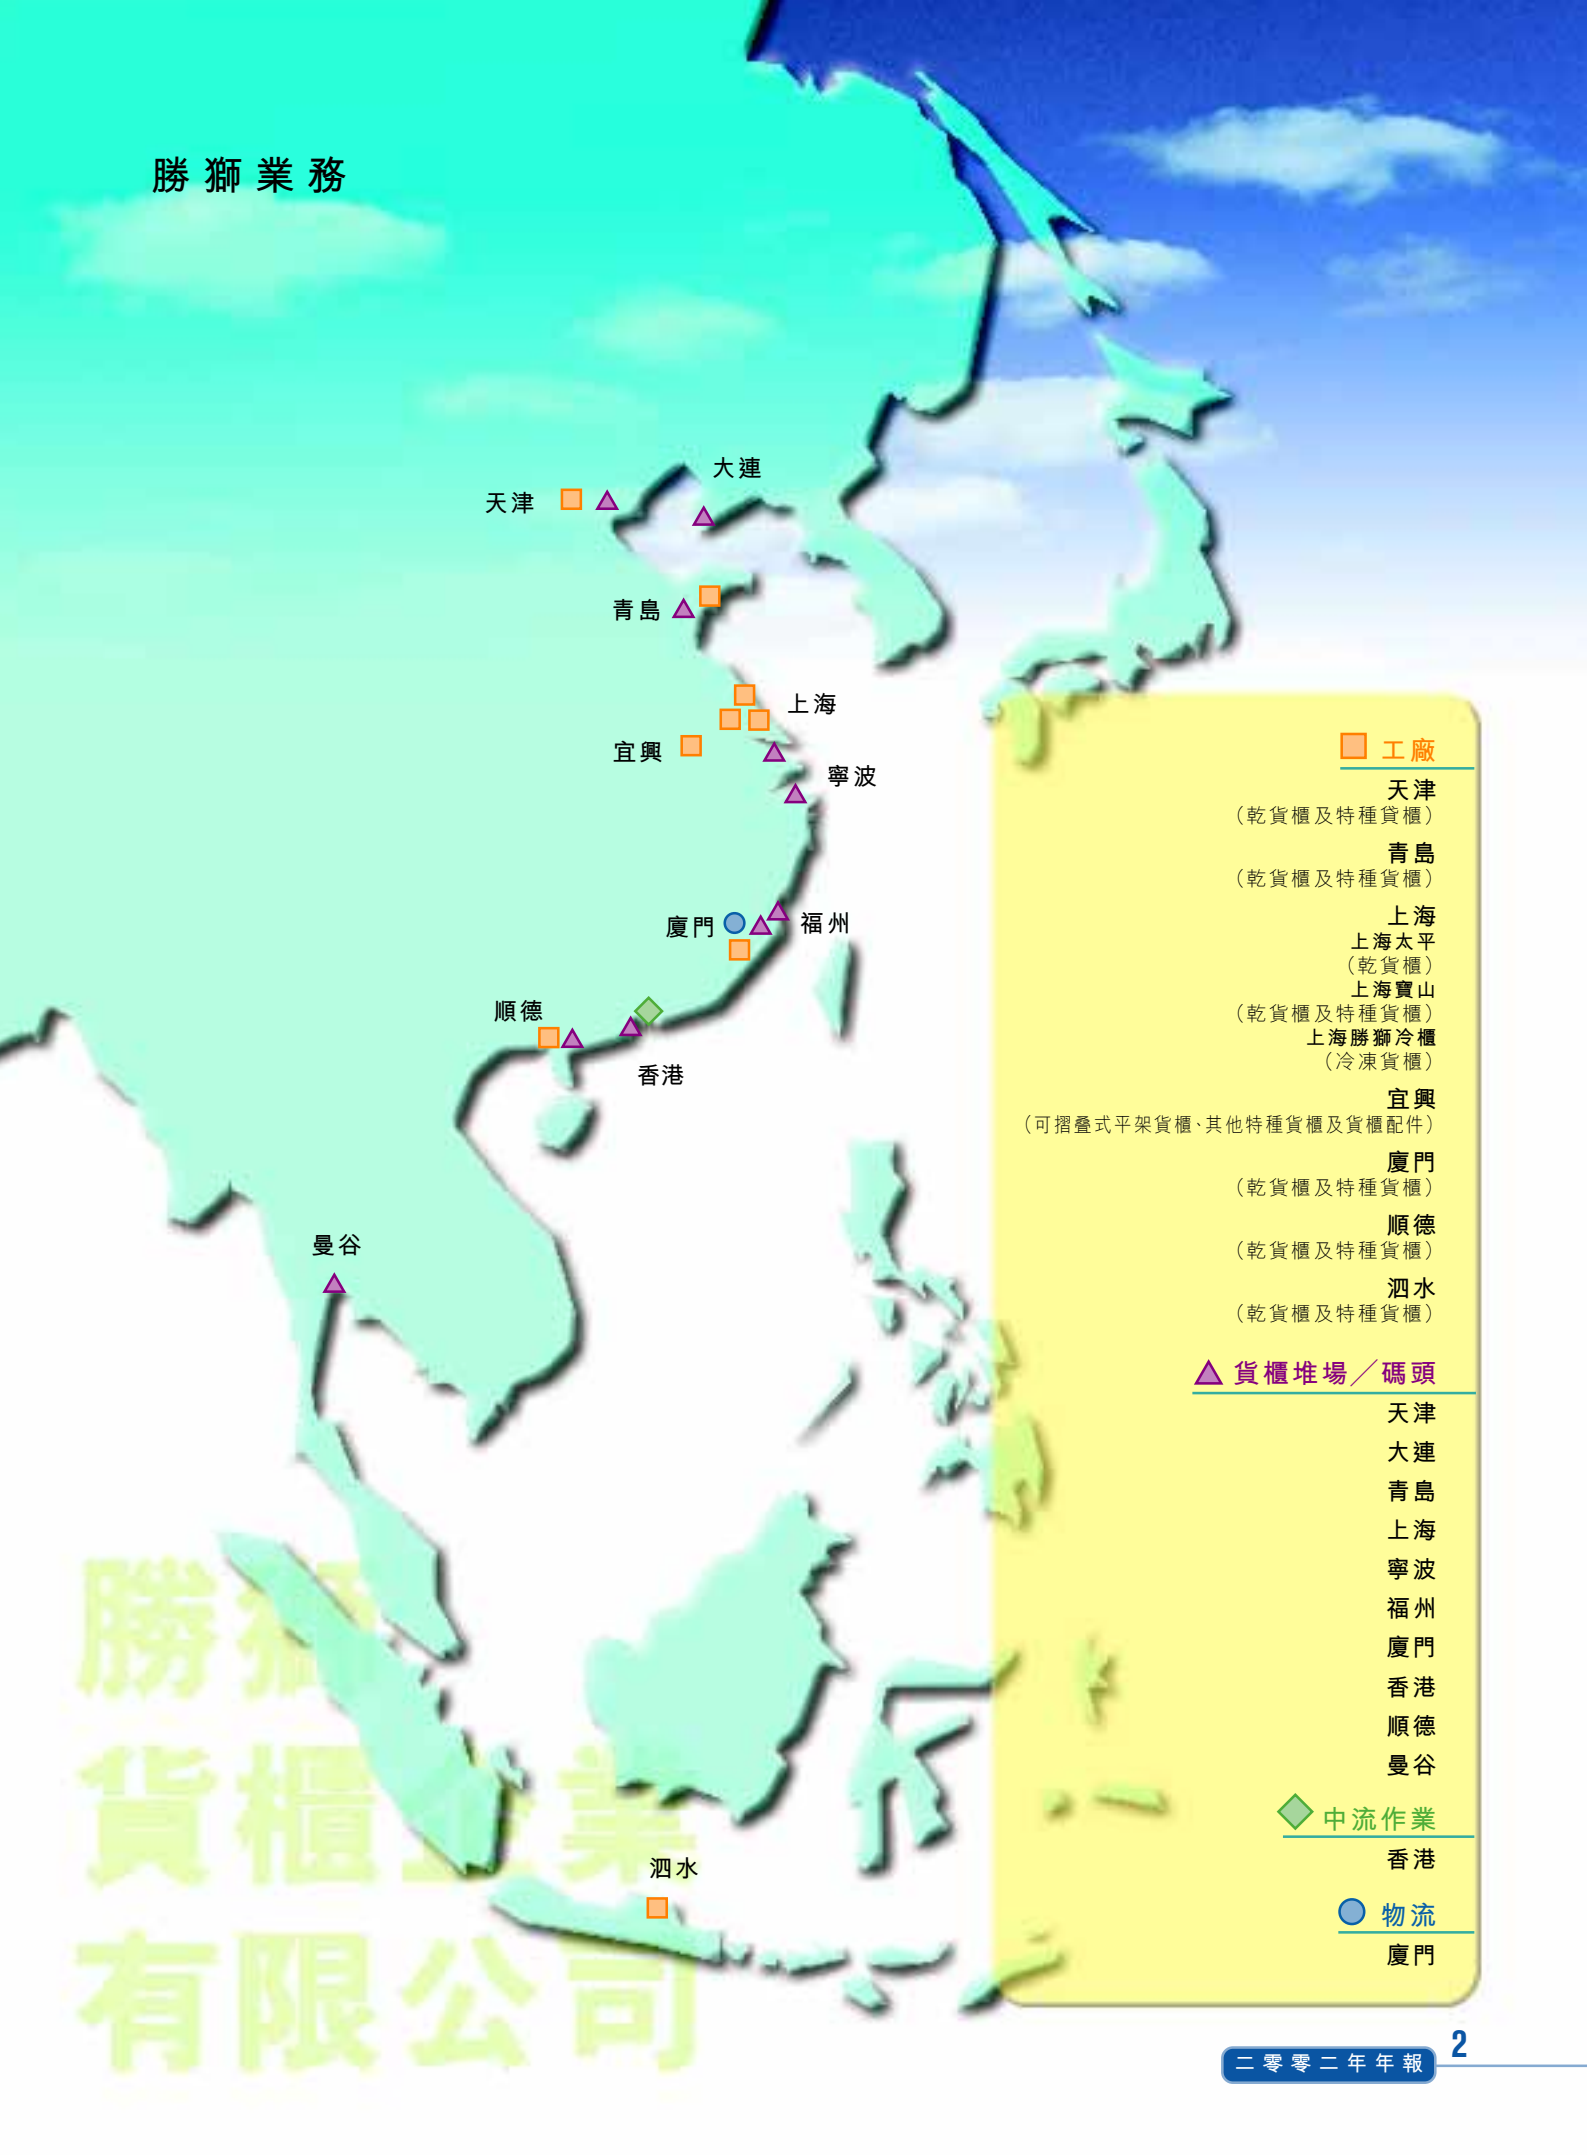 勝獅業務
大連
天津
青島
上海
宜興
寧波
廈門
福州
順德
香港
曼谷
泗水
工廠
天津
（乾貨櫃及特種貸櫃）
青島
（乾貨櫃及特種貨櫃）
上海
上海太平
（乾貨櫃）
上海寶山
（乾貨櫃及特種貨櫃）
上海勝獅冷櫃
（冷凍貨櫃）
宜興
（可摺叠式平架貨櫃、其他特種貨櫃及貨櫃配件）
廈門
（乾貨櫃及特種貨櫃）
順德
（乾貨櫃及特種貨櫃）
泗水
（乾貨櫃及特種貨櫃）
貨櫃堆場／碼頭
天津
大連
青島
上海
寧波
福州
廈門
香港
順德
曼谷
中流作業
香港
物流
廈門
勝獅
貨櫃企業
有限公司
二零零二年年報
2